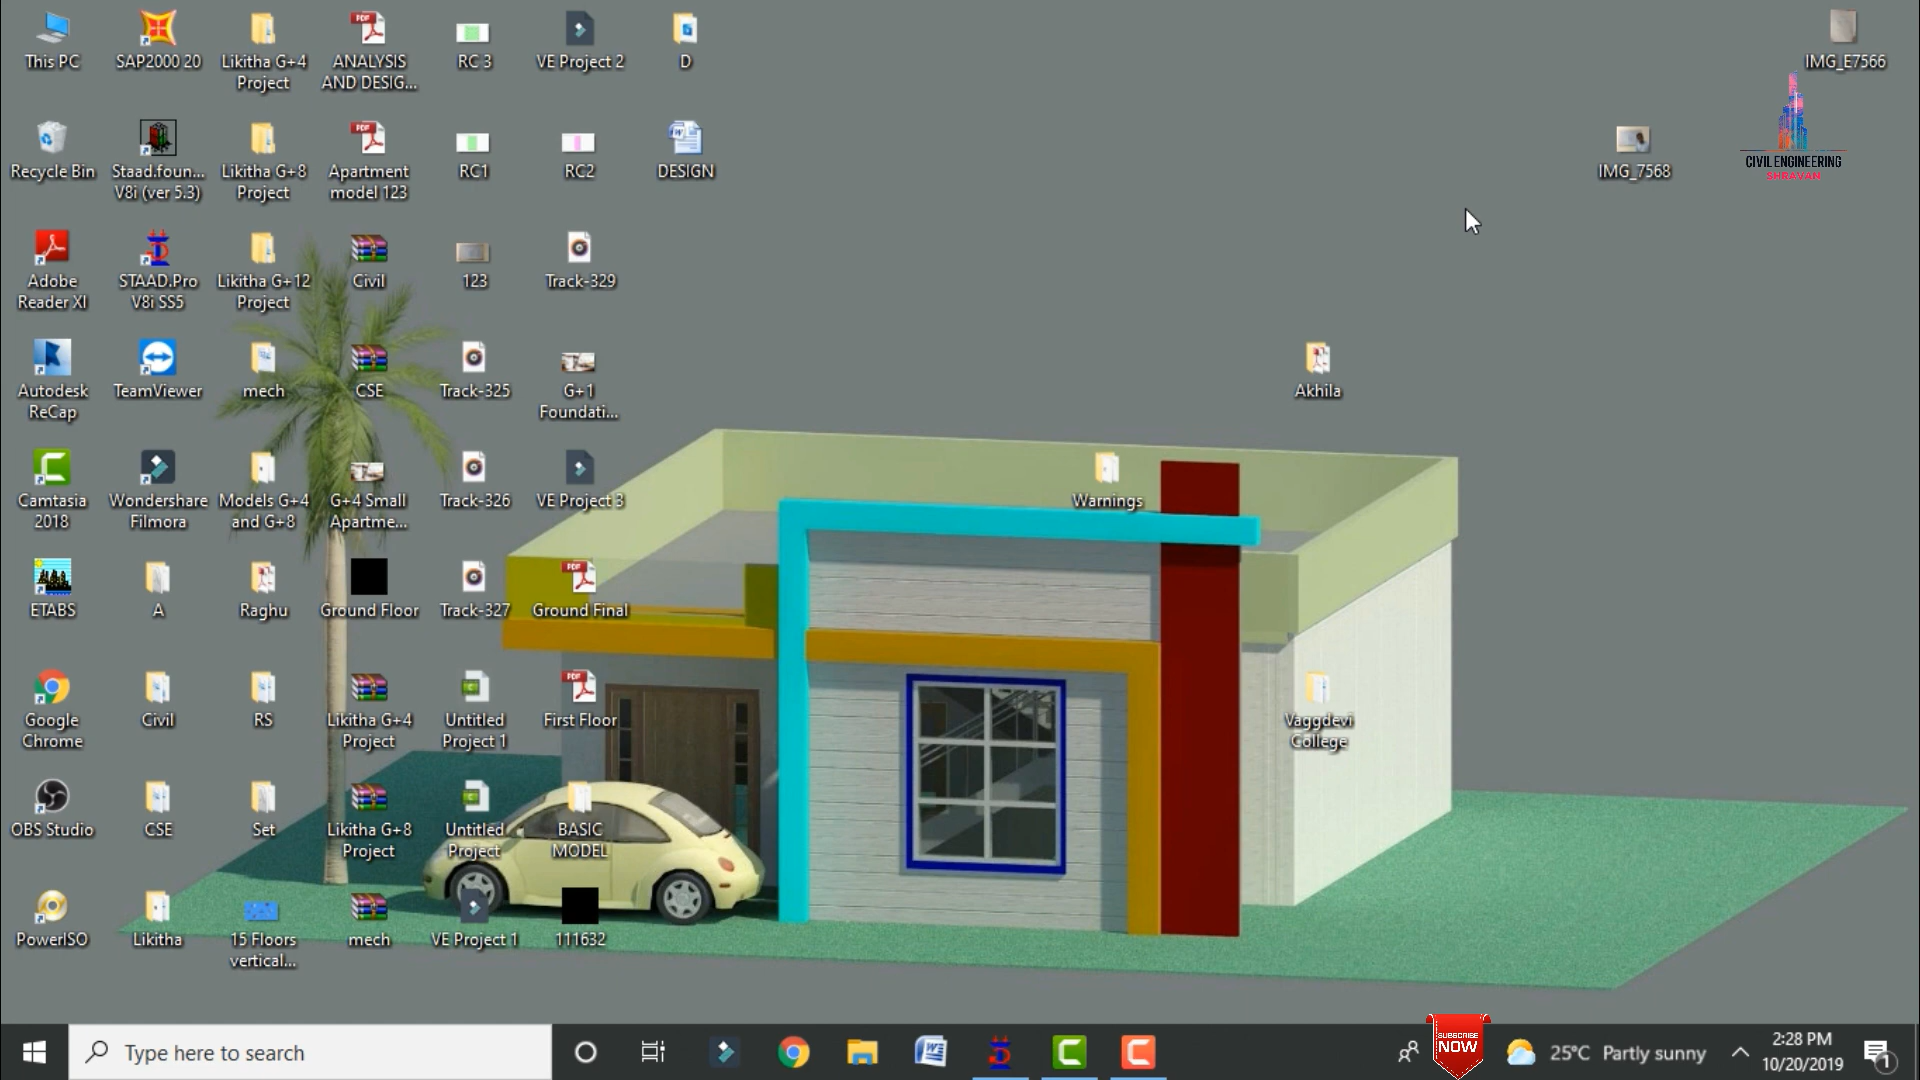 This PC
SAP2000 20
Likitha G+4
Project
PDF
ANALYSIS
AND DESIG...
RC 3
VE Project 2
D
IMG_E7566
Recycle Bin
Staad.foun...
V8i (ver 5.3)
Likitha G+8
Project
PDF
Apartment
model 123
RC1
RC2
DESIGN
IMG_7568
CIVIL ENGINEERING
SHRAVAN
Adobe
Reader XI
STAAD.Pro
V8i SS5
Likitha G+12
Project
Civil
123
Track-329
Autodesk
ReCap
TeamViewer
mech
CSE
Track-325
G+1
Foundati...
Akhila
Camtasia
2018
Wondershare
Filmora
Models G+4
and G+8
G+4 Small
Apartme...
Track-326
VE Project 3
Warnings
ETABS
A
Raghu
Ground Floor
Track-327
PDF
Ground Final
Google
Chrome
Civil
RS
Likitha G+4
Project
Untitled
Project 1
PDF
First Floor
Vaggdevi
College
OBS Studio
CSE
Set
Likitha G+8
Project
Untitled
Project
BASIC
MODEL
PowerISO
Likitha
15 Floors
vertical...
mech
VE Project 1
111632
Type here to search
SUBSCRIBE
NOW
25°C Partly sunny
2:28 PM
10/20/2019
1